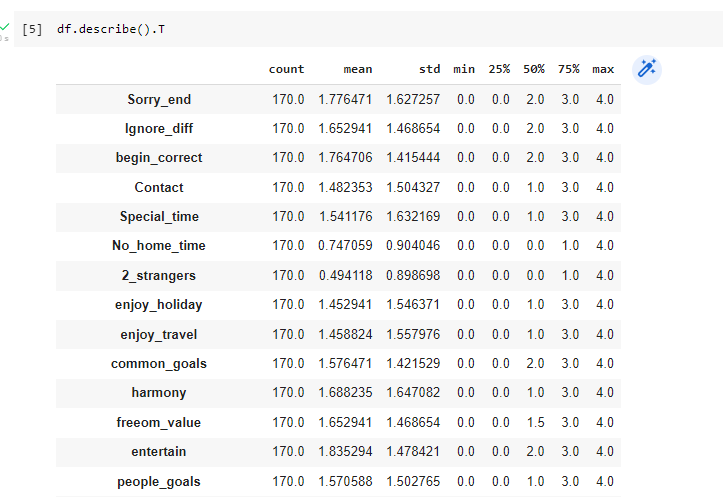 [5] df.describe().T
count mean std min 25% 50% 75% max
Sorry_end 170.0 1.776471 1.627257 0.0 0.0 2.0 3.0 4.0
Ignore_diff 170.0 1.652941 1.468654 0.0 0.0 2.0 3.0 4.0
begin_correct 170.0 1.764706 1.415444 0.0 0.0 2.0 3.0 4.0
Contact 170.0 1.482353 1.504327 0.0 0.0 1.0 3.0 4.0
Special_time 170.0 1.541176 1.632169 0.0 0.0 1.0 3.0 4.0
No_home_time 170.0 0.747059 0.904046 0.0 0.0 0.0 1.0 4.0
2_strangers 170.0 0.494118 0.898698 0.0 0.0 0.0 1.0 4.0
enjoy_holiday 170.0 1.452941 1.546371 0.0 0.0 1.0 3.0 4.0
enjoy_travel 170.0 1.458824 1.557976 0.0 0.0 1.0 3.0 4.0
common_goals 170.0 1.576471 1.421529 0.0 0.0 2.0 3.0 4.0
harmony 170.0 1.688235 1.647082 0.0 0.0 1.0 3.0 4.0
freeom_value 170.0 1.652941 1.468654 0.0 0.0 1.5 3.0 4.0
entertain 170.0 1.835294 1.478421 0.0 0.0 2.0 3.0 4.0
people_goals 170.0 1.570588 1.502765 0.0 0.0 1.0 3.0 4.0